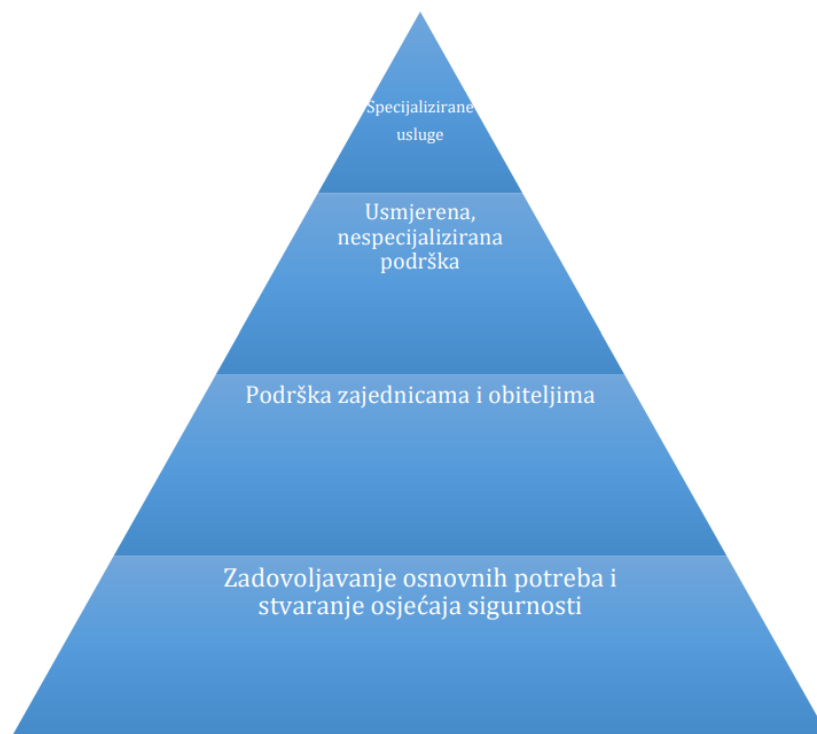 Specijalizirane
usluge
Usmjerena,
nespecijalizirana
podrška
Podrška zajednicama i obiteljima
Zadovoljavanje osnovnih potreba i
stvaranje osjećaja sigurnosti